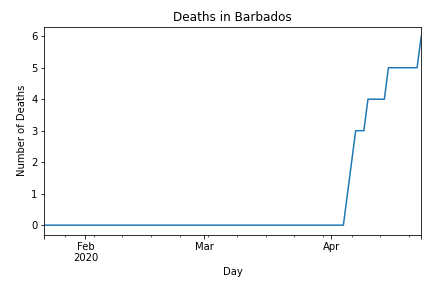 Deaths in Barbados
Number of Deaths
6
5
4
3
2
1
0
Feb
2020
Mar
Apr
Day